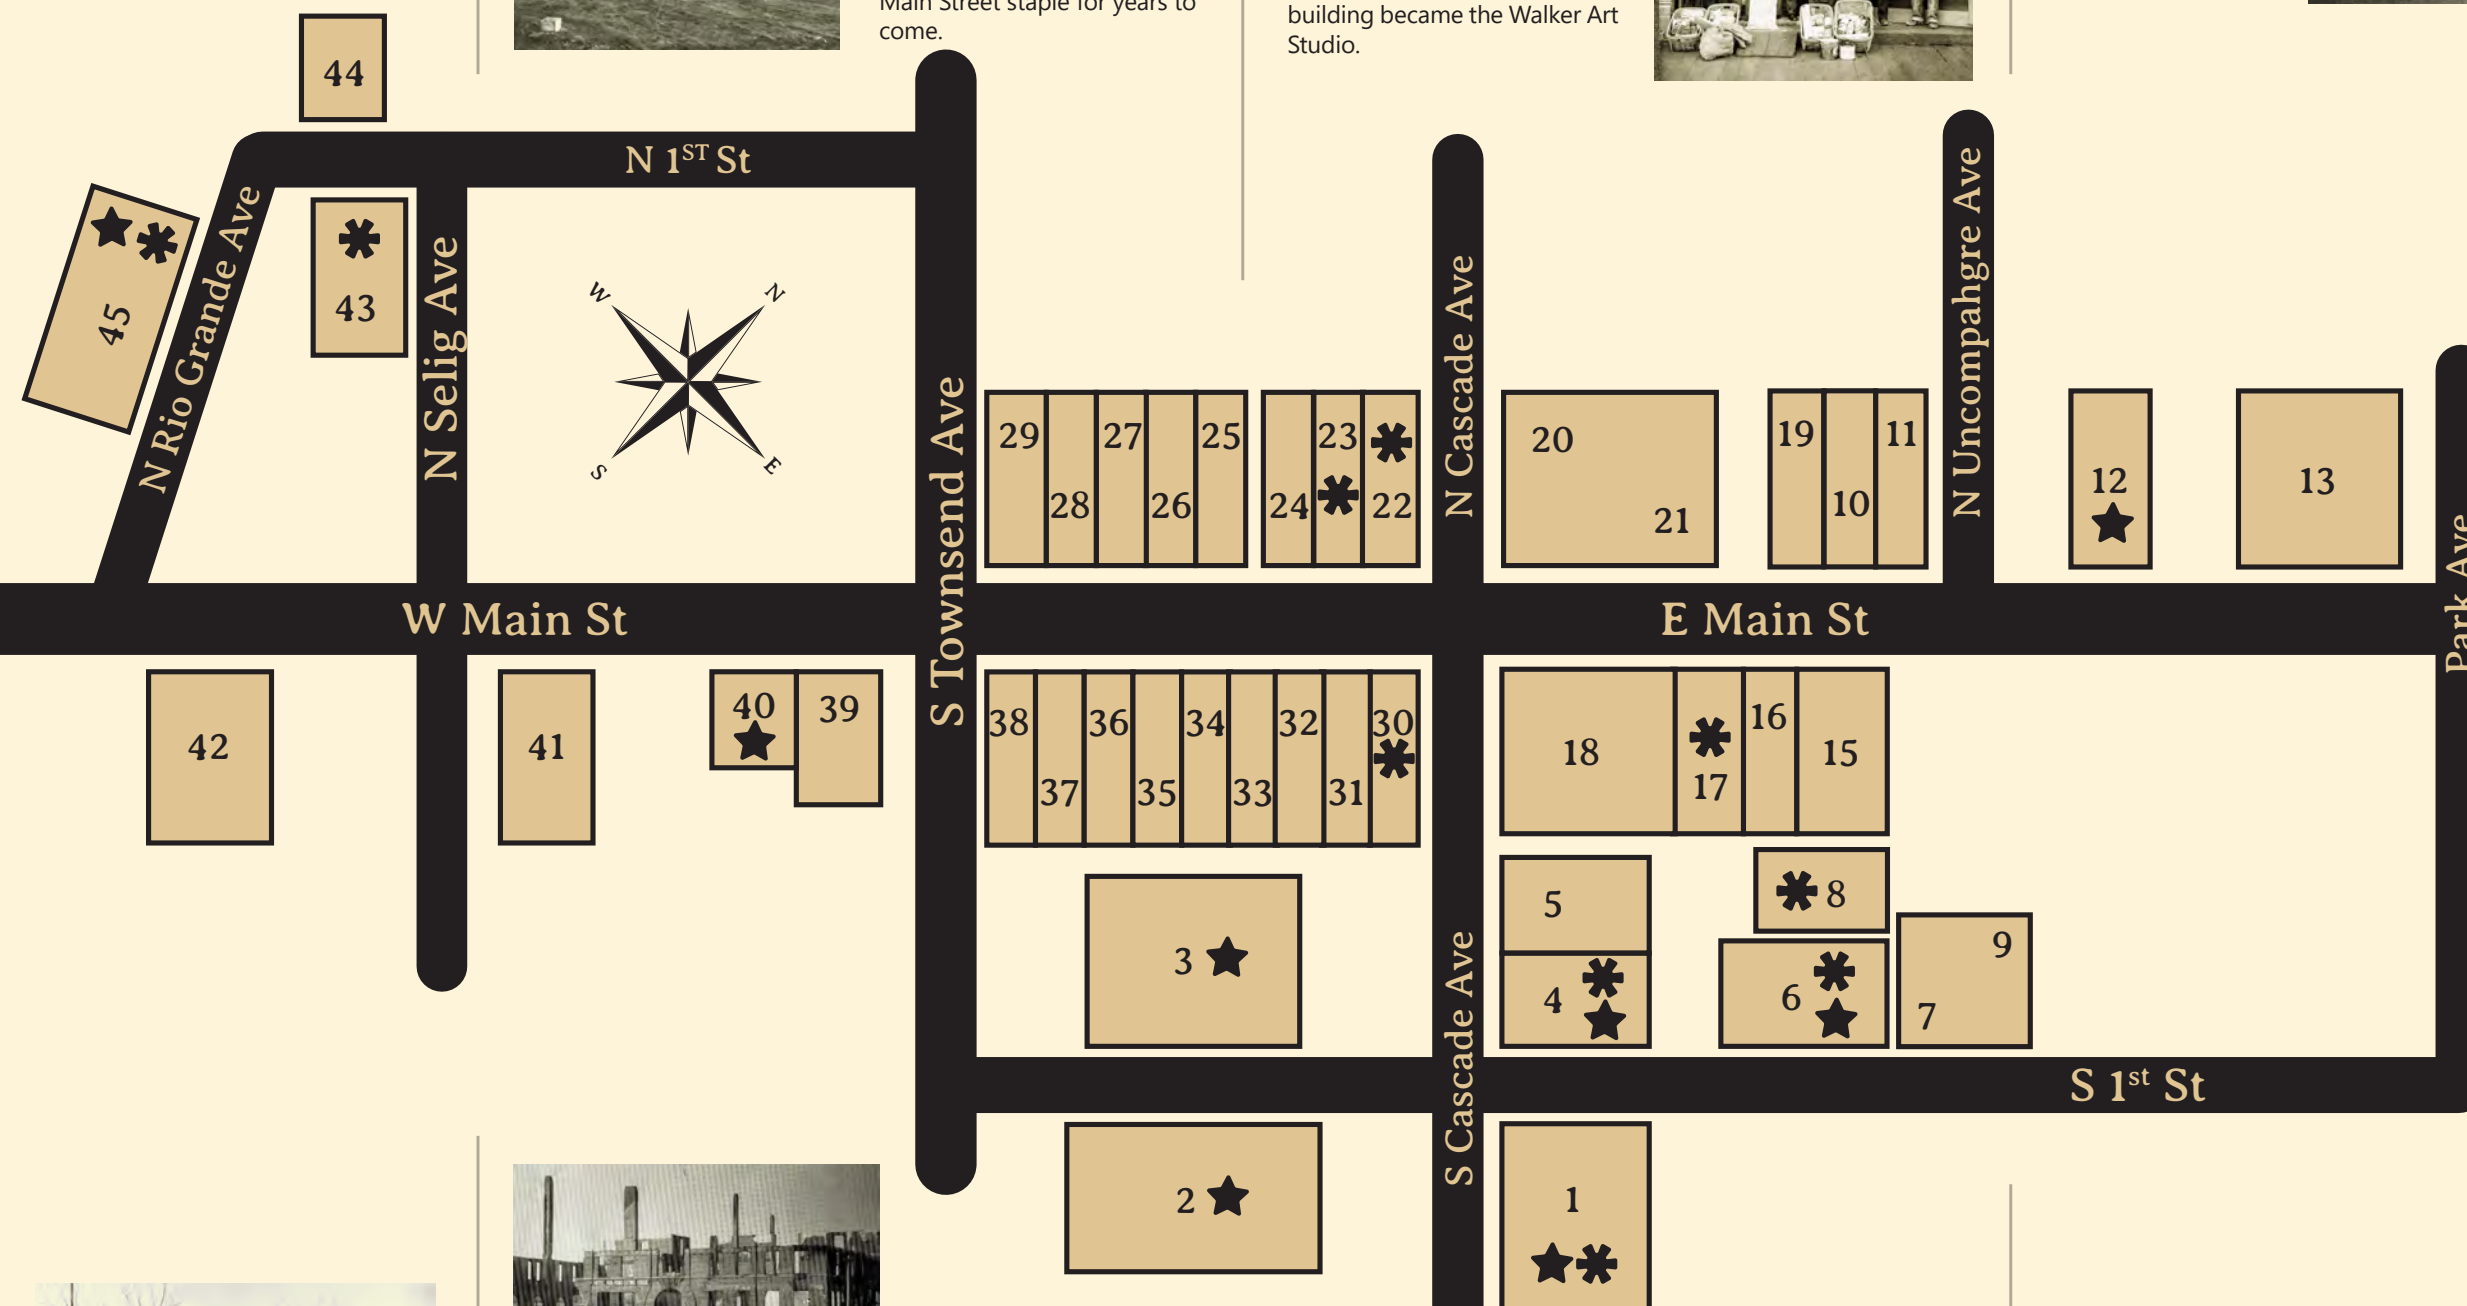 Main Street staple for years to
come.
building became the Walker Art
Studio.
44
N 1ST St
45
N Rio Grande Ave
43
N Selig Ave
W
N
S
E
S Townsend Ave
29
28
27
26
25
24
23
22
N Cascade Ave
20
21
19
10
11
N Uncompahgre Ave
12
13
Park Ave
W Main St
E Main St
42
41
40
39
38
37
36
35
34
33
32
31
30
18
17
16
15
5
8
3
4
6
9
7
S Cascade Ave
S 1st St
2
1